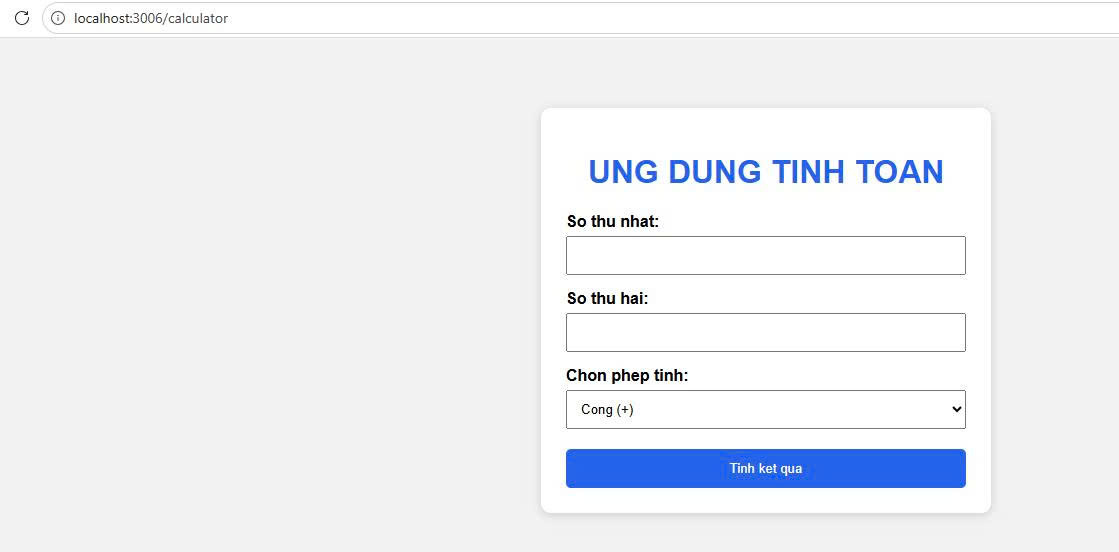 localhost:3006/calculator
UNG DUNG TINH TOAN
So thu nhat:
So thu hai:
Chon phep tinh:
Cong (+)
Tinh ket qua